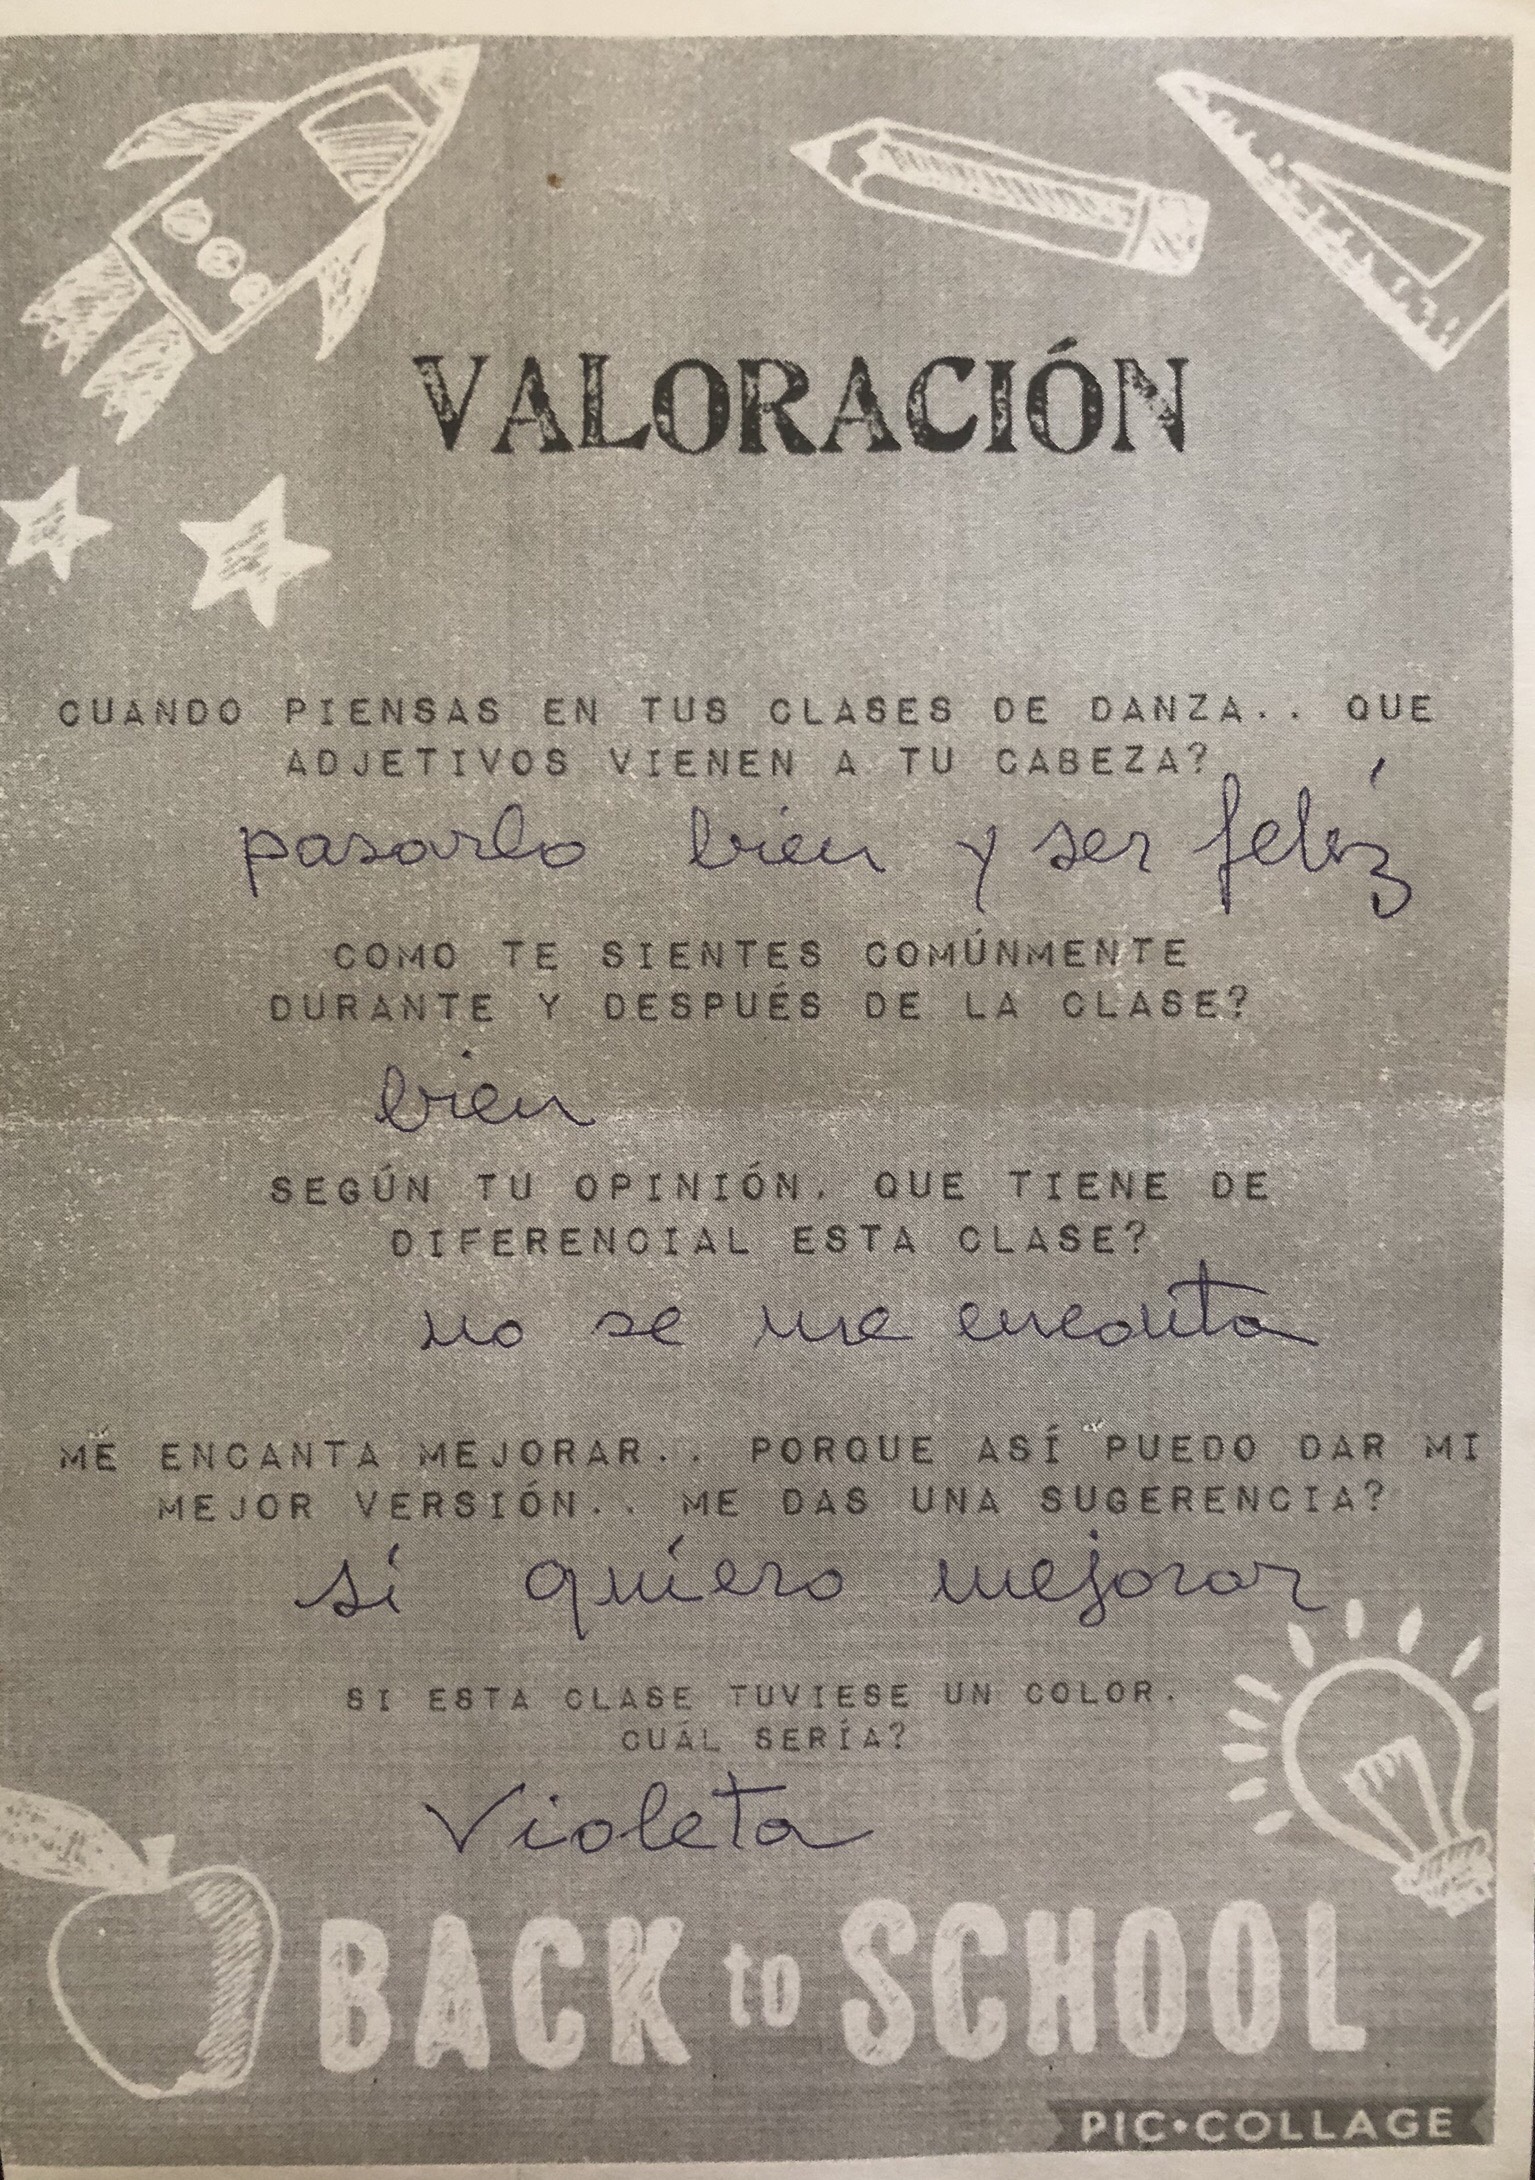 VALORACIÓN
CUANDO PIENSAS EN TUS CLASES DE DANZA.. QUE
ADJETIVOS VIENEN A TU CABEZA?
pasarlo bien y ser feliz
COMO TE SIENTES COMÚNMENTE
DURANTE Y DESPUÉS DE LA CLASE?
bien
SEGÚN TU OPINIÓN, QUE TIENE DE
DIFERENCIAL ESTA CLASE?
no se me encanta
ME ENCANTA MEJORAR.. PORQUE ASÍ PUEDO DAR MI
MEJOR VERSIÓN.. ME DAS UNA SUGERENCIA?
si quiero mejorar
SI ESTA CLASE TUVIESE UN COLOR,
CUÁL SERÍA?
Violeta
BACK to SCHOOL
PIC•COLLAGE